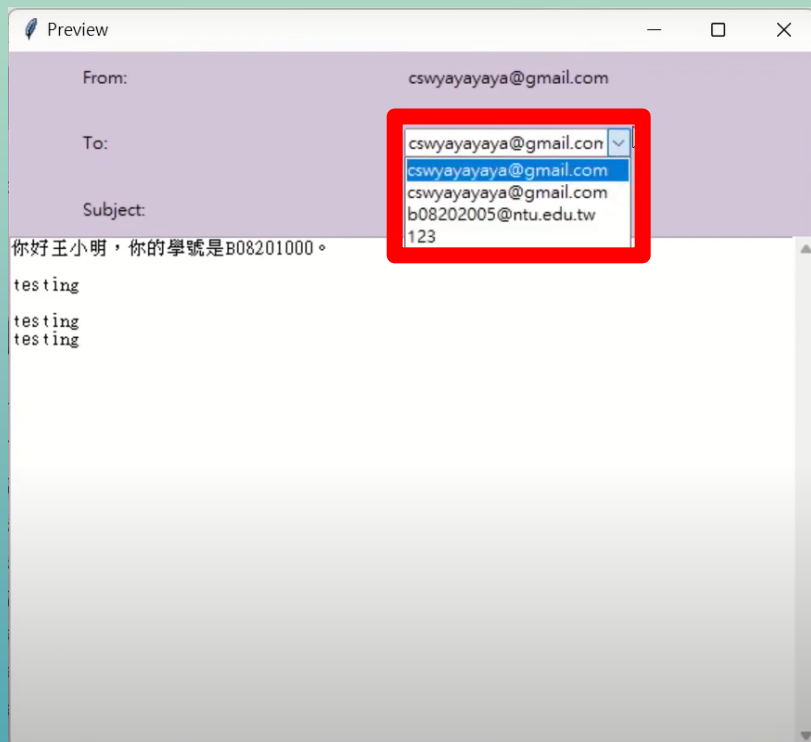 Preview
From: cswyayayaya@gmail.com
To: cswyayayaya@gmail.con
cswyayayaya@gmail.com
cswyayayaya@gmail.com
b08202005@ntu.edu.tw
123
Subject:
你好王小明，你的學號是B08201000。
testing
testing
testing